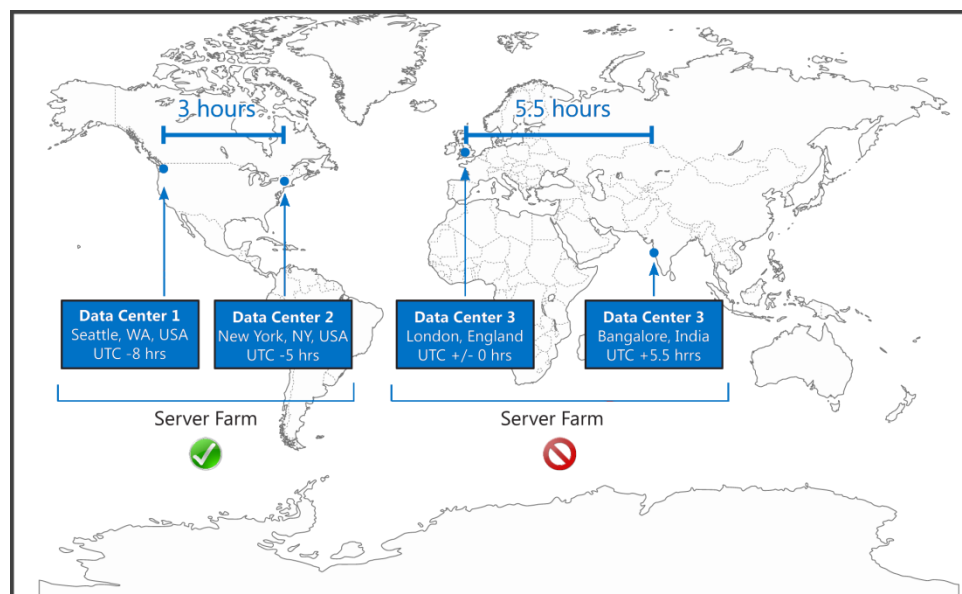 3 hours
5.5 hours
Data Center 1
Seattle, WA, USA
UTC -8 hrs
Data Center 2
New York, NY, USA
UTC -5 hrs
Data Center 3
London, England
UTC +/- 0 hrs
Data Center 3
Bangalore, India
UTC +5.5 hrrs
Server Farm
Server Farm